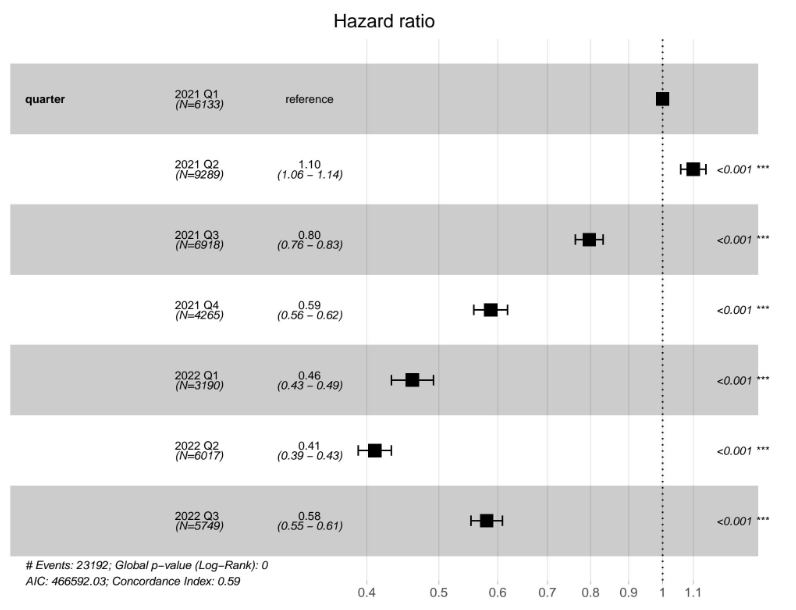 Hazard ratio
quarter 2021 Q1 reference
(N=6133)
2021 Q2 1.10 <0.001 ***
(N=9289) (1.06 − 1.14)
2021 Q3 0.80 <0.001 ***
(N=6918) (0.76 − 0.83)
2021 Q4 0.59 <0.001 ***
(N=4265) (0.56 − 0.62)
2022 Q1 0.46 <0.001 ***
(N=3190) (0.43 − 0.49)
2022 Q2 0.41 <0.001 ***
(N=6017) (0.39 − 0.43)
2022 Q3 0.58 <0.001 ***
(N=5749) (0.55 − 0.61)
# Events: 23192; Global p−value (Log−Rank): 0
AIC: 466592.03; Concordance Index: 0.59
0.4 0.5 0.6 0.7 0.8 0.9 1 1.1